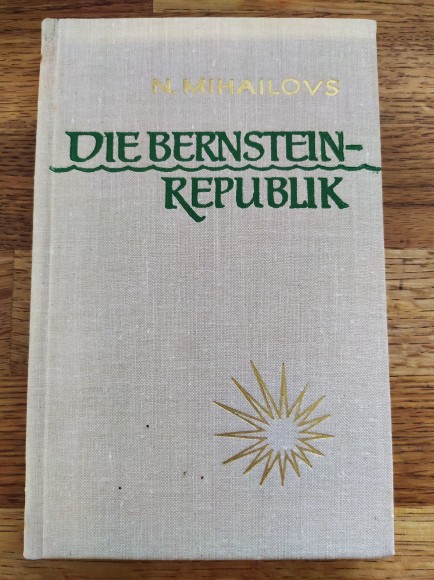 N. MIHAILOVS
DIE BERNSTEIN-
REPUBLIK